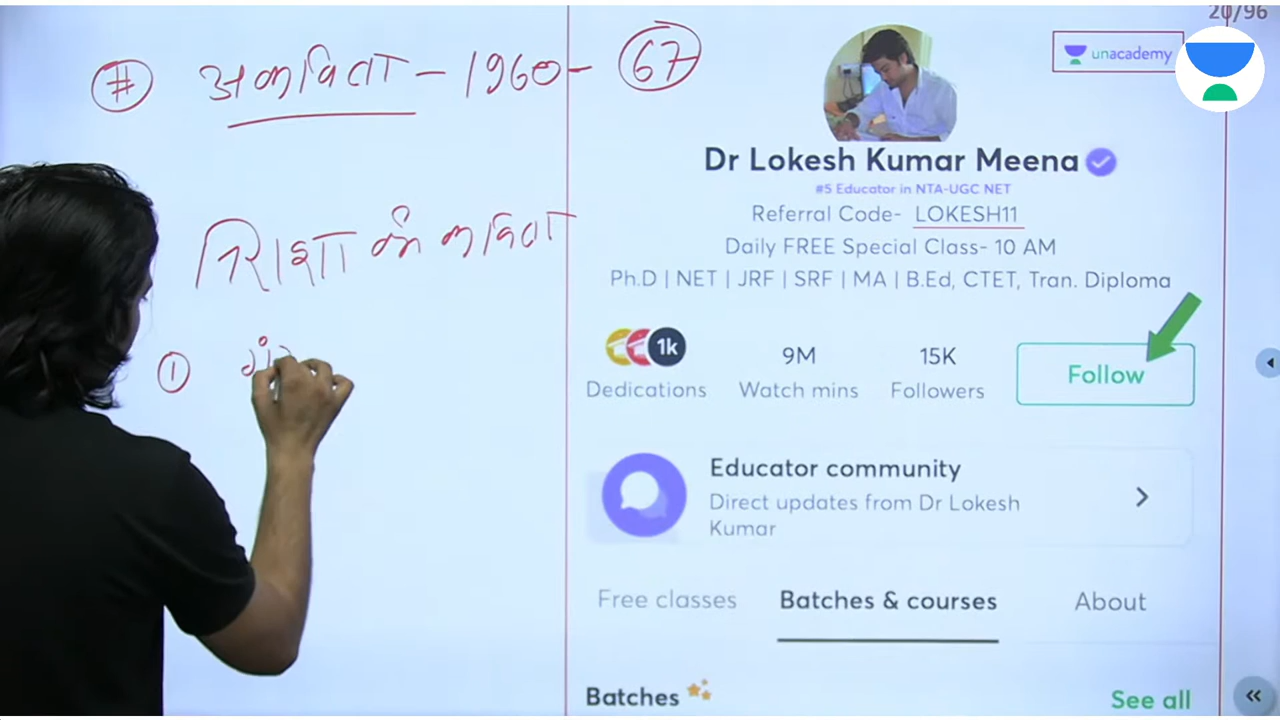 20/96
# अकविता - 1960 - 67
unacademy
Dr Lokesh Kumar Meena
#5 Educator in NTA-UGC NET
Referral Code- LOKESH11
निराशा की कविता
Daily FREE Special Class- 10 AM
Ph.D | NET | JRF | SRF | MA | B.Ed, CTET, Tran. Diploma
1k
9M
15K
Dedications
Watch mins
Followers
Follow
①
Educator community
Direct updates from Dr Lokesh
Kumar
Free classes
Batches & courses
About
Batches
See all